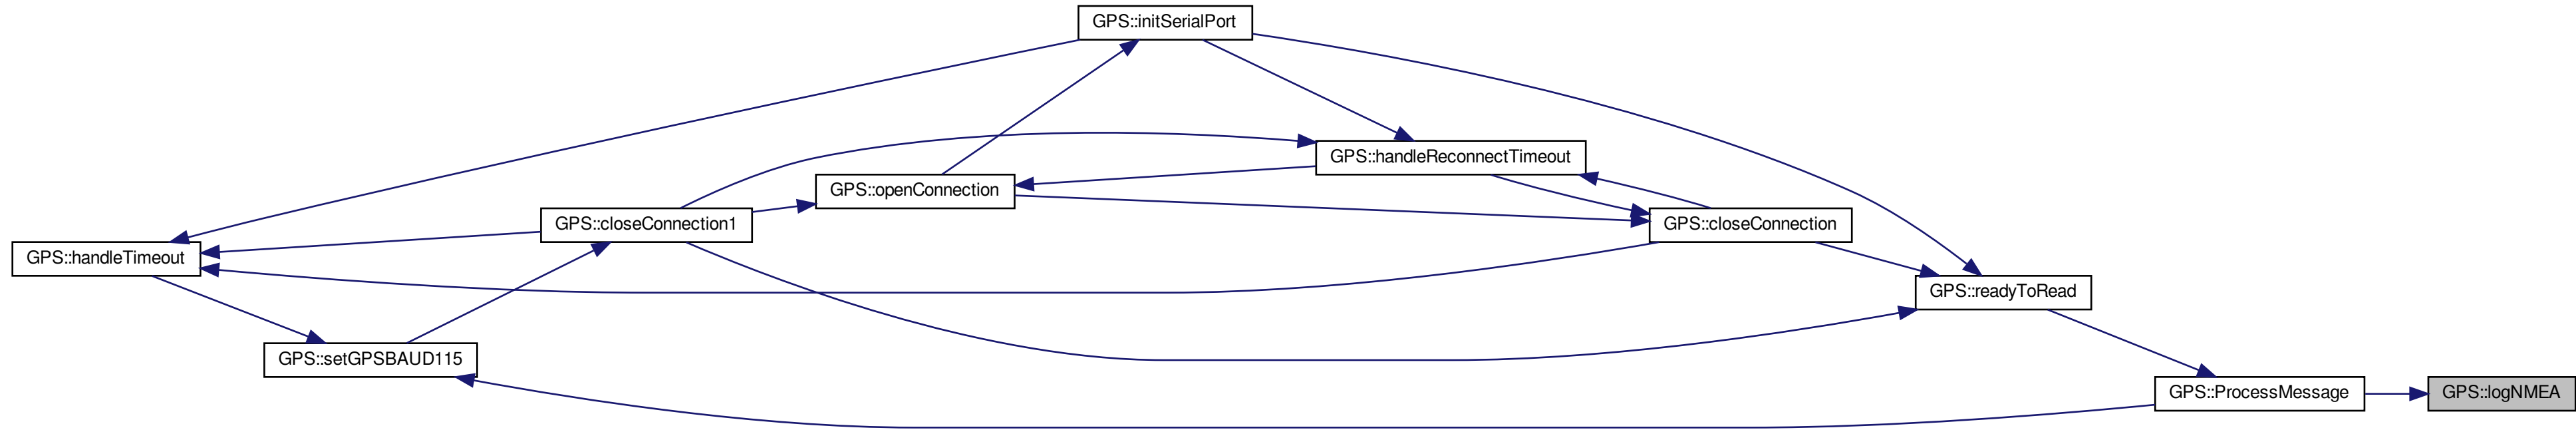 GPS::initSerialPort
GPS::handleReconnectTimeout
GPS::openConnection
GPS::closeConnection1
GPS::closeConnection
GPS::handleTimeout
GPS::readyToRead
GPS::setGPSBAUD115
GPS::ProcessMessage
GPS::logNMEA